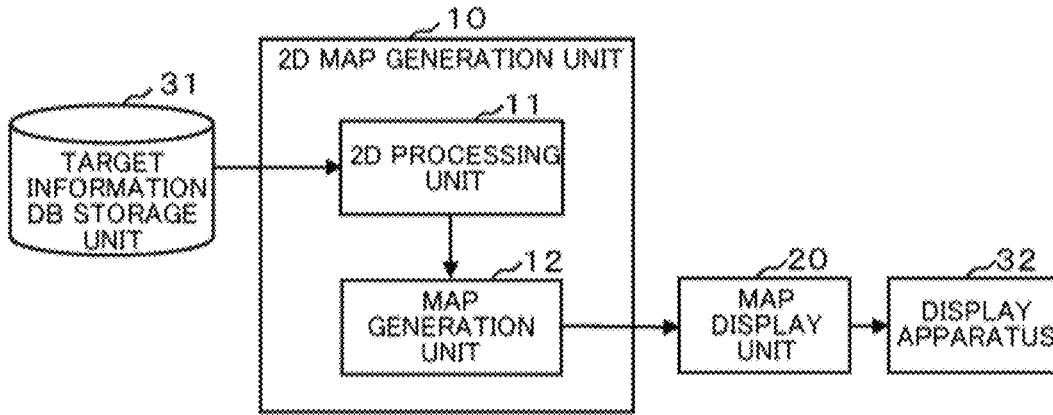 10
2D MAP GENERATION UNIT
31
TARGET
INFORMATION
DB STORAGE
UNIT
11
2D PROCESSING
UNIT
12
MAP
GENERATION
UNIT
20
MAP
DISPLAY
UNIT
32
DISPLAY
APPARATUS